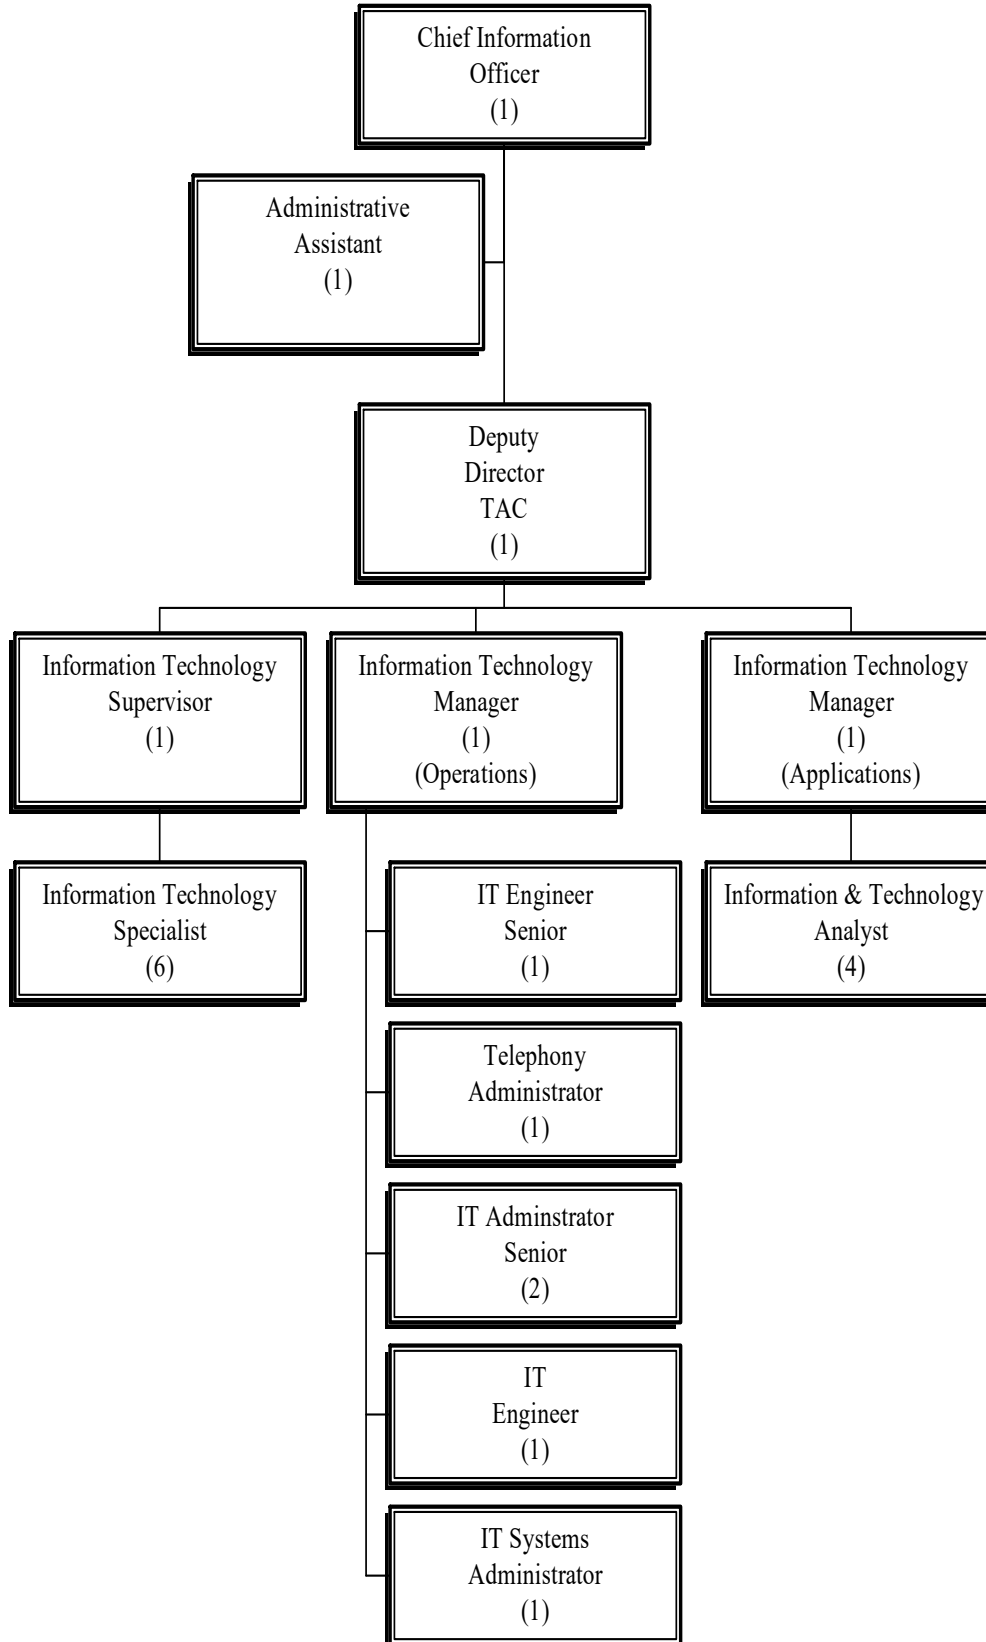 Chief Information
Officer
(1)
Administrative
Assistant
(1)
Deputy
Director
TAC
(1)
Information Technology
Supervisor
(1)
Information Technology
Manager
(1)
(Operations)
Information Technology
Manager
(1)
(Applications)
Information Technology
Specialist
(6)
IT Engineer
Senior
(1)
Information & Technology
Analyst
(4)
Telephony
Administrator
(1)
IT Adminstrator
Senior
(2)
IT
Engineer
(1)
IT Systems
Administrator
(1)